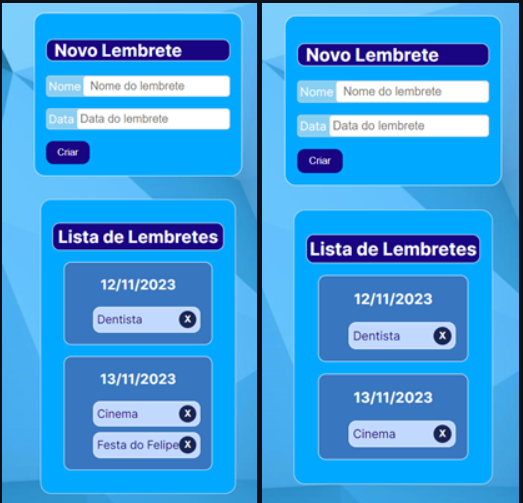 Novo Lembrete
Nome Nome do lembrete
Data Data do lembrete
Criar
Lista de Lembretes
12/11/2023
Dentista X
13/11/2023
Cinema X
Festa do Felipe X
Novo Lembrete
Nome Nome do lembrete
Data Data do lembrete
Criar
Lista de Lembretes
12/11/2023
Dentista X
13/11/2023
Cinema X